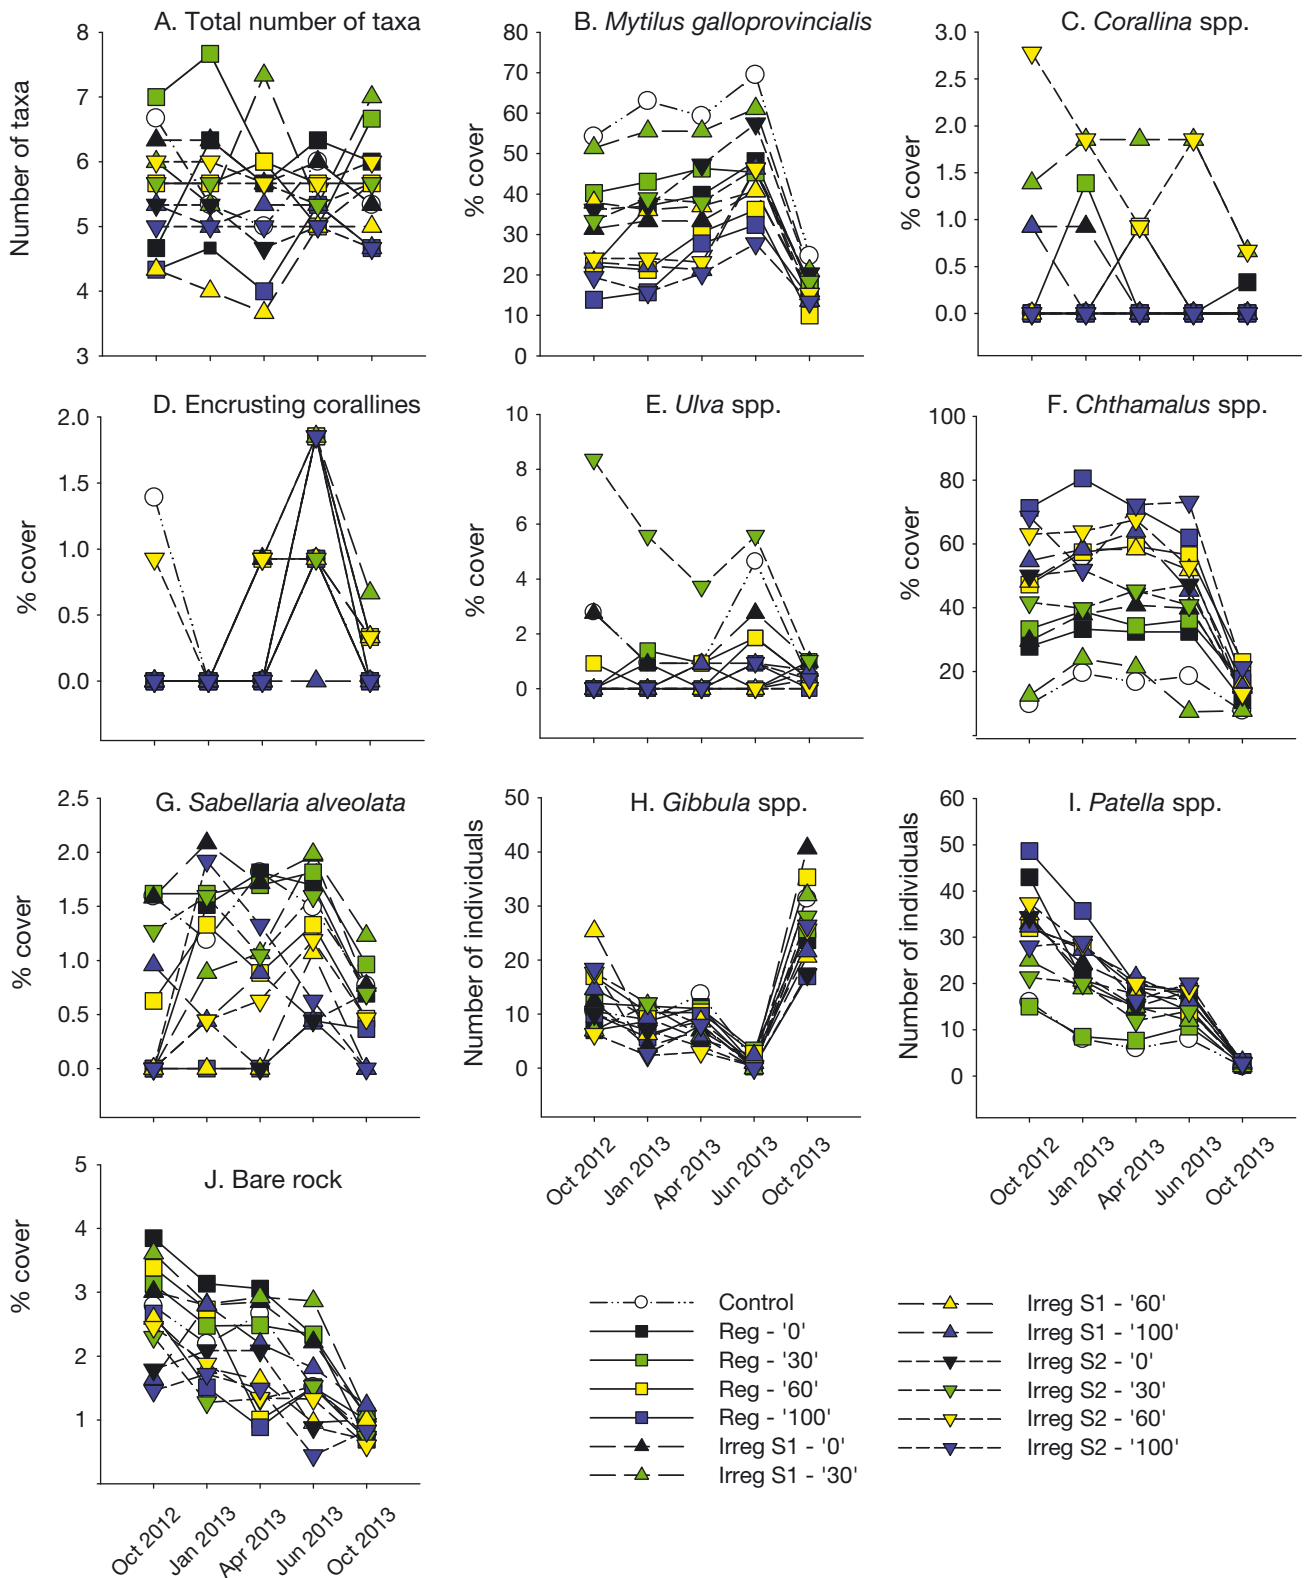 A. Total number of taxa
Number of taxa
8
7
6
5
4
3
B. Mytilus galloprovincialis
% cover
80
70
60
50
40
30
20
10
0
C. Corallina spp.
% cover
3.0
2.5
2.0
1.5
1.0
0.5
0.0
D. Encrusting corallines
% cover
2.0
1.5
1.0
0.5
0.0
E. Ulva spp.
% cover
10
8
6
4
2
0
F. Chthamalus spp.
% cover
100
80
60
40
20
G. Sabellaria alveolata
% cover
2.5
2.0
1.5
1.0
0.5
0.0
H. Gibbula spp.
Number of individuals
50
40
30
20
10
0
Oct 2012
Jan 2013
Apr 2013
Jun 2013
Oct 2013
I. Patella spp.
Number of individuals
60
50
40
30
20
10
0
Oct 2012
Jan 2013
Apr 2013
Jun 2013
Oct 2013
J. Bare rock
% cover
5
4
3
2
1
Oct 2012
Jan 2013
Apr 2013
Jun 2013
Oct 2013
Control
Reg - '0'
Reg - '30'
Reg - '60'
Reg - '100'
Irreg S1 - '0'
Irreg S1 - '30'
Irreg S1 - '60'
Irreg S1 - '100'
Irreg S2 - '0'
Irreg S2 - '30'
Irreg S2 - '60'
Irreg S2 - '100'